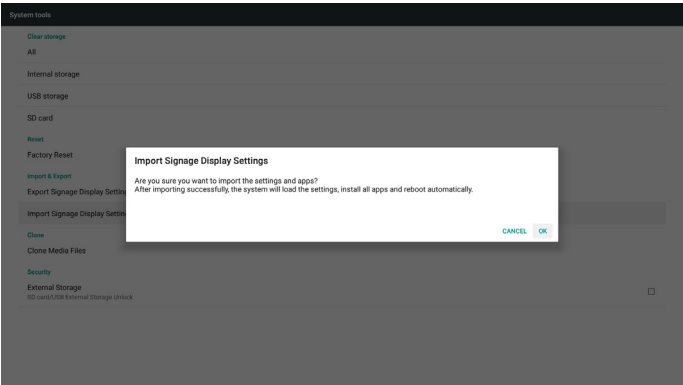 System tools
Clear storage
All
Internal storage
USB storage
SD card
Reset
Factory Reset
Import & Export
Export Signage Display Setting
Import Signage Display Settin
Clone
Clone Media Files
Security
External Storage
SD card/USB External Storage Unlock
Import Signage Display Settings
Are you sure you want to import the settings and apps?
After importing successfully, the system will load the settings, install all apps and reboot automatically.
CANCEL OK